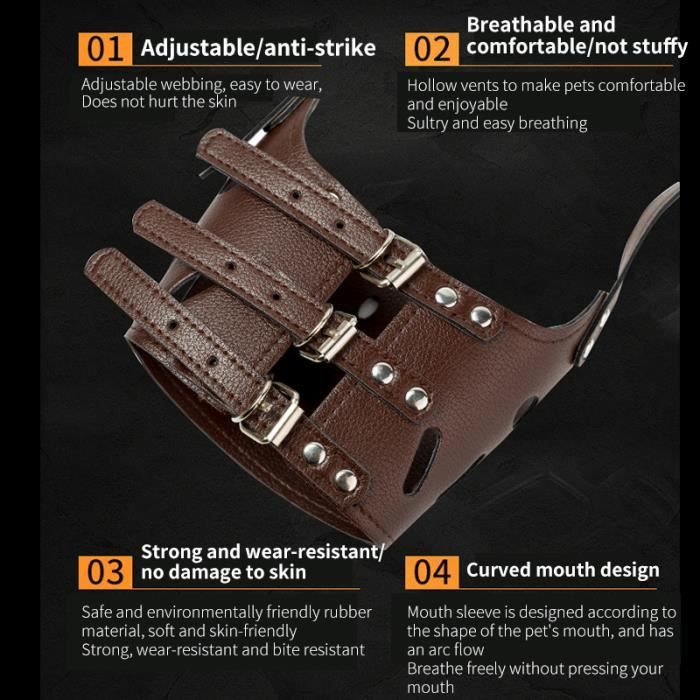 01 Adjustable/anti-strike
Adjustable webbing, easy to wear,
Does not hurt the skin
02 Breathable and
comfortable/not stuffy
Hollow vents to make pets comfortable
and enjoyable
Sultry and easy breathing
03 Strong and wear-resistant/
no damage to skin
Safe and environmentally friendly rubber
material, soft and skin-friendly
Strong, wear-resistant and bite resistant
04 Curved mouth design
Mouth sleeve is designed according to
the shape of the pet's mouth, and has
an arc flow
Breathe freely without pressing your
mouth